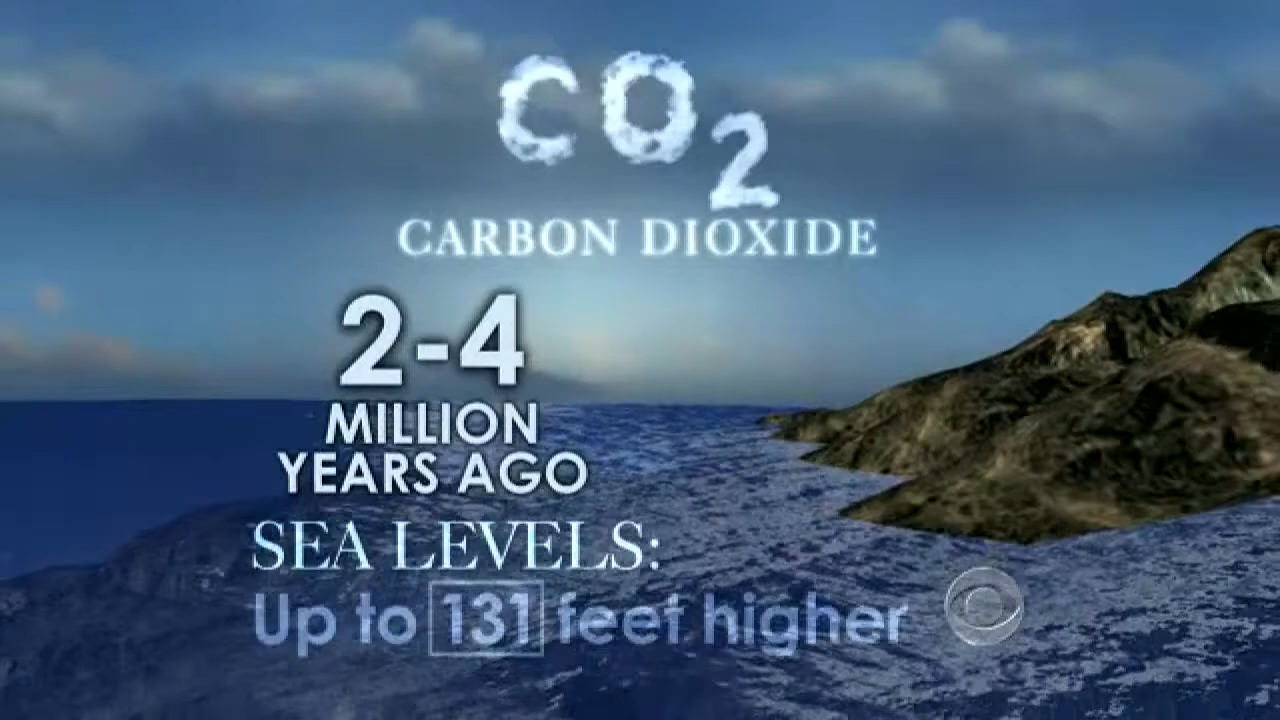 CO2
CARBON DIOXIDE
2-4
MILLION
YEARS AGO
SEA LEVELS:
Up to 131 feet higher